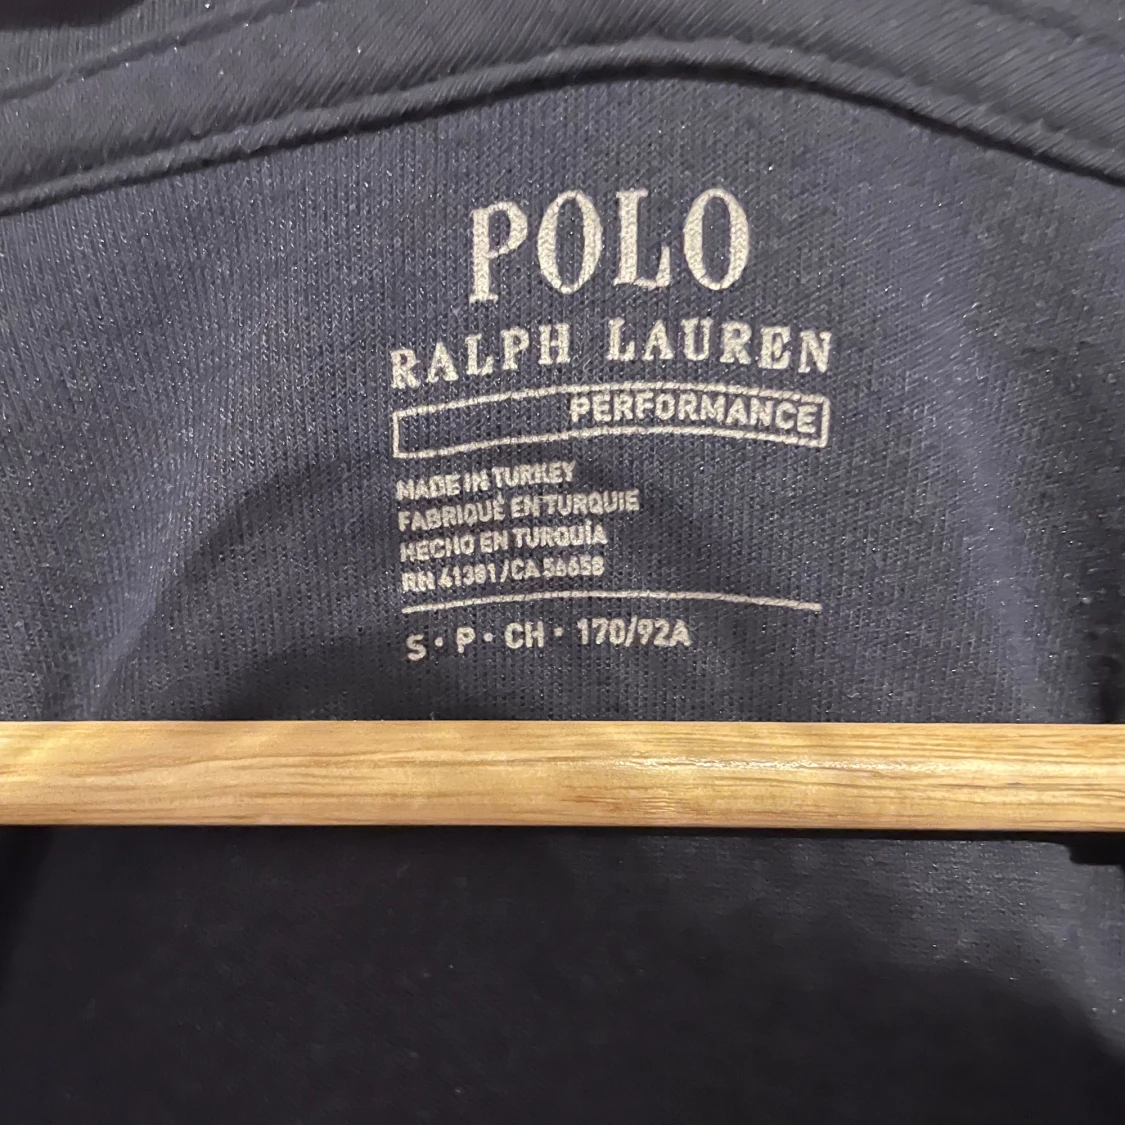 POLO
RALPH LAUREN
PERFORMANCE
MADE IN TURKEY
FABRIQUÉ EN TURQUIE
HECHO EN TURQUÍA
RN 41381/CA 56658
S • P • CH • 170/92A